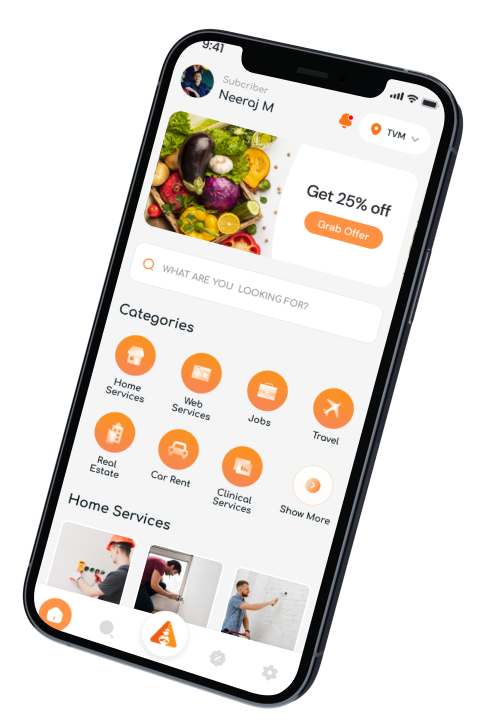 9:41
Subcriber
Neeraj M
TVM
Get 25% off
Grab Offer
WHAT ARE YOU LOOKING FOR?
Categories
Home
Services
Web
Services
Jobs
Travel
Real
Estate
Car Rent
Clinical
Services
Show More
Home Services